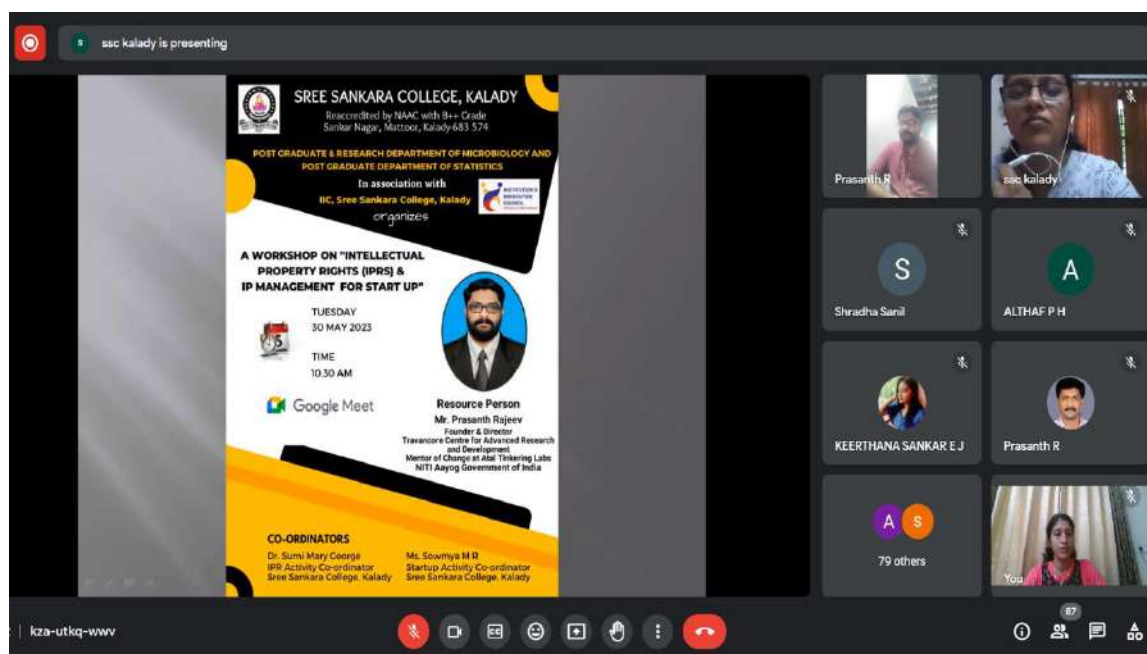 ssc kalady is presenting
S
SREE SANKARA COLLEGE, KALADY
Reaccredited by NAAC with B++ Grade
Sankar Nagar, Mattoor, Kalady-683 574
POST GRADUATE & RESEARCH DEPARTMENT OF MICROBIOLOGY AND
POST GRADUATE DEPARTMENT OF STATISTICS
In association with
IIC, Sree Sankara College, Kalady
INSTITUTION'S
INNOVATION
COUNCIL
organizes
A WORKSHOP ON "INTELLECTUAL
PROPERTY RIGHTS (IPRS) &
IP MANAGEMENT FOR START UP"
TUESDAY
30 MAY 2023
TIME
10.30 AM
Google Meet
Resource Person
Mr. Prasanth Rajeev
Founder & Director
Travancore Centre for Advanced Research
and Development
Mentor of Change at Atal Tinkering Labs
NITI Aayog Government of India
CO-ORDINATORS
Dr. Sumi Mary George
IPR Activity Co-ordinator
Sree Sankara College, Kalady
Ms. Sowmya M R
Startup Activity Co-ordinator
Sree Sankara College, Kalady
Prasanth R
ssc kalady
S
Shradha Sanil
A
ALTHAF P H
KEERTHANA SANKAR E J
Prasanth R
A S
79 others
You
kza-utkq-wwv
87